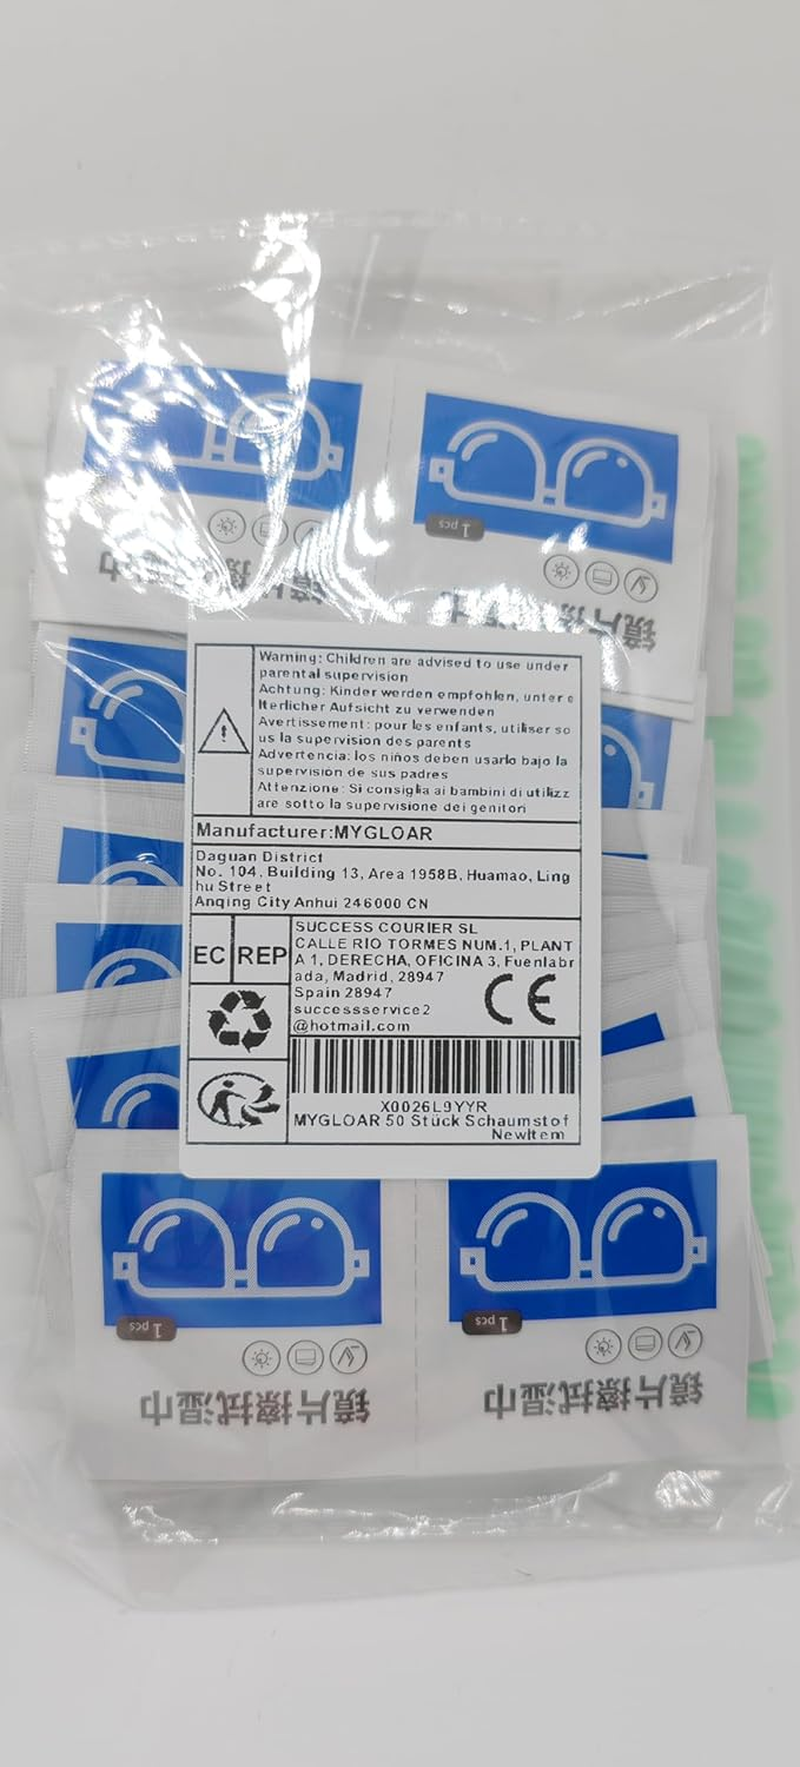 1 pcs
镜片擦拭湿巾
Warning: Children are advised to use under
parental supervision
Achtung: Kinder werden empfohlen, unter e
lterlicher Aufsicht zu verwenden
Avertissement: pour les enfants, utiliser so
us la supervision des parents
Advertencia: los niños deben usarlo bajo la
supervisión de sus padres
Attenzione: Si consiglia ai bambini di utilizz
are sotto la supervisione dei genitori
Manufacturer:MYGLOAR
Daguan District
No. 104, Building 13, Area 1958B, Huamao, Ling
hu Street
Anqing City Anhui 246000 CN
EC REP
SUCCESS COURIER SL
CALLE RIO TORMES NUM.1, PLANT
A 1, DERECHA, OFICINA 3, Fuenlabr
ada, Madrid, 28947
Spain 28947
successservice2
@hotmail.com
CE
X0026L9YYR
MYGLOAR 50 Stück Schaumstof
NewItem
1 pcs
1 pcs
镜片擦拭湿巾
镜片擦拭湿巾